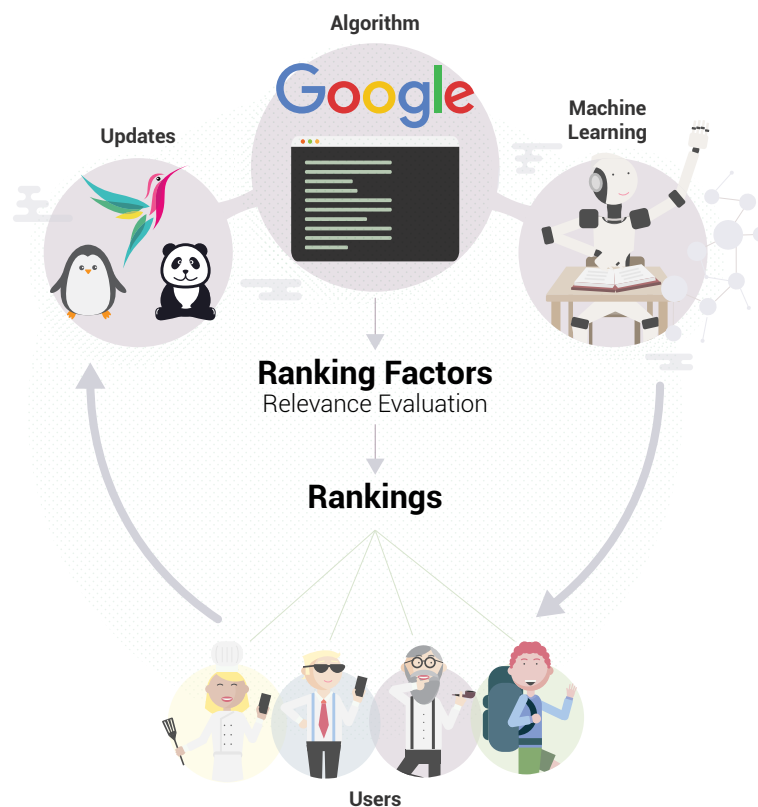 Algorithm
Google
Updates
Machine
Learning
Ranking Factors
Relevance Evaluation
Rankings
Users